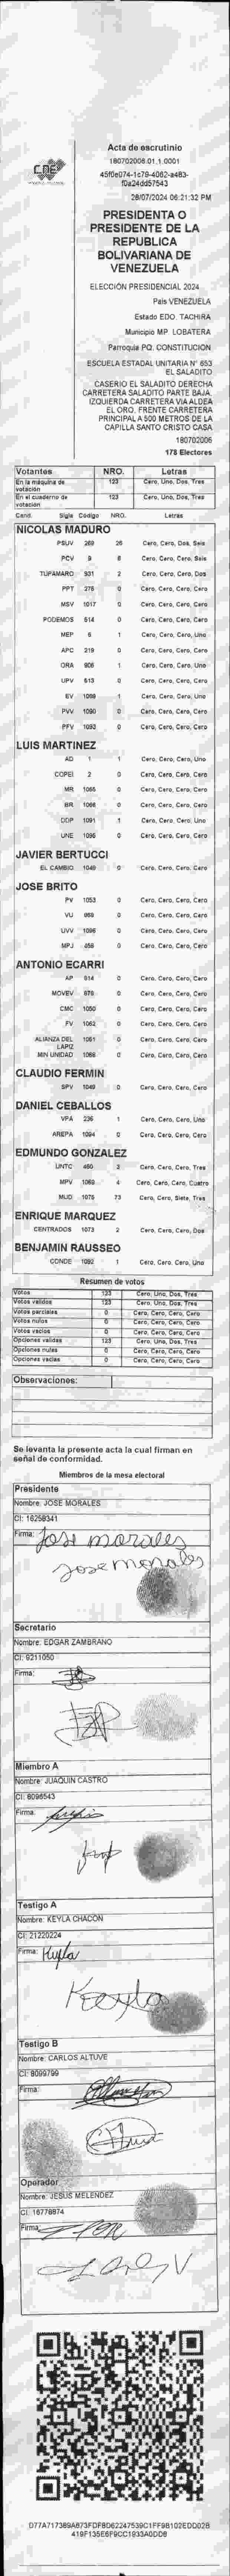 CNE
Acta de escrutinio
180702006.01.1.0001
45f0e074-1c79-4062-a483-
f0a24dd57543
28/07/2024 06:21:32 PM
PRESIDENTA O
PRESIDENTE DE LA
REPUBLICA
BOLIVARIANA DE
VENEZUELA
ELECCIÓN PRESIDENCIAL 2024
País VENEZUELA
Estado EDO. TACHIRA
Municipio MP. LOBATERA
Parroquia PQ. CONSTITUCION
ESCUELA ESTADAL UNITARIA N° 653
EL SALADITO
CASERIO EL SALADITO DERECHA
CARRETERA SALADITO PARTE BAJA.
IZQUIERDA CARRETERA VIA ALDEA
EL ORO. FRENTE CARRETERA
PRINCIPAL A 500 METROS DE LA
CAPILLA SANTO CRISTO CASA
180702006
178 Electores
Votantes NRO. Letras
En la máquina de votación 123 Cero, Uno, Dos, Tres
En el cuaderno de votación 123 Cero, Uno, Dos, Tres
Cand. Sigla Código NRO. Letras
NICOLAS MADURO
PSUV 269 26 Cero, Cero, Dos, Seis
PCV 9 6 Cero, Cero, Cero, Seis
TUPAMARO 931 2 Cero, Cero, Cero, Dos
PPT 275 0 Cero, Cero, Cero, Cero
MSV 1017 0 Cero, Cero, Cero, Cero
PODEMOS 514 0 Cero, Cero, Cero, Cero
MEP 6 1 Cero, Cero, Cero, Uno
APC 219 0 Cero, Cero, Cero, Cero
ORA 906 1 Cero, Cero, Cero, Uno
UPV 613 0 Cero, Cero, Cero, Cero
EV 1089 1 Cero, Cero, Cero, Uno
PVV 1090 0 Cero, Cero, Cero, Cero
PFV 1093 0 Cero, Cero, Cero, Cero
LUIS MARTINEZ
AD 1 1 Cero, Cero, Cero, Uno
COPEI 2 0 Cero, Cero, Cero, Cero
MR 1065 0 Cero, Cero, Cero, Cero
BR 1068 0 Cero, Cero, Cero, Cero
DDP 1091 1 Cero, Cero, Cero, Uno
UNE 1095 0 Cero, Cero, Cero, Cero
JAVIER BERTUCCI
EL CAMBIO 1049 0 Cero, Cero, Cero, Cero
JOSE BRITO
PV 1053 0 Cero, Cero, Cero, Cero
VU 969 0 Cero, Cero, Cero, Cero
UVV 1096 0 Cero, Cero, Cero, Cero
MPJ 458 0 Cero, Cero, Cero, Cero
ANTONIO ECARRI
AP 914 0 Cero, Cero, Cero, Cero
MOVEV 979 0 Cero, Cero, Cero, Cero
CMC 1050 0 Cero, Cero, Cero, Cero
FV 1062 0 Cero, Cero, Cero, Cero
ALIANZA DEL LAPIZ 1081 0 Cero, Cero, Cero, Cero
MIN UNIDAD 1088 0 Cero, Cero, Cero, Cero
CLAUDIO FERMIN
SPV 1049 0 Cero, Cero, Cero, Cero
DANIEL CEBALLOS
VPA 236 1 Cero, Cero, Cero, Uno
AREPA 1094 0 Cero, Cero, Cero, Cero
EDMUNDO GONZALEZ
UNTC 450 3 Cero, Cero, Cero, Tres
MPV 1069 4 Cero, Cero, Cero, Cuatro
MUD 1075 73 Cero, Cero, Siete, Tres
ENRIQUE MARQUEZ
CENTRADOS 1073 2 Cero, Cero, Cero, Dos
BENJAMIN RAUSSEO
CONDE 1092 1 Cero, Cero, Cero, Uno
Resumen de votos
Votos 123 Cero, Uno, Dos, Tres
Votos validos 123 Cero, Uno, Dos, Tres
Votos parciales 0 Cero, Cero, Cero, Cero
Votos nulos 0 Cero, Cero, Cero, Cero
Votos vacios 0 Cero, Cero, Cero, Cero
Opciones validas 123 Cero, Uno, Dos, Tres
Opciones nulas 0 Cero, Cero, Cero, Cero
Opciones vacias 0 Cero, Cero, Cero, Cero
Observaciones:
Se levanta la presente acta la cual firman en
señal de conformidad.
Miembros de la mesa electoral
Presidente
Nombre: JOSE MORALES
CI: 16259341
Firma: Jose morales
Jose morales
Secretario
Nombre: EDGAR ZAMBRANO
CI: 9211050
Firma:
Miembro A
Nombre: JUAQUIN CASTRO
CI: 6096543
Firma:
Testigo A
Nombre: KEYLA CHACON
CI: 21220224
Firma: Keyla
Keyla
Testigo B
Nombre: CARLOS ALTUVE
CI: 8099799
Firma:
Operador
Nombre: JESUS MELENDEZ
CI: 16778874
Firma:
D77A717389A873FDF8D62247539C1FF98102EDD028
419F135E6F9CC1933A0DD6